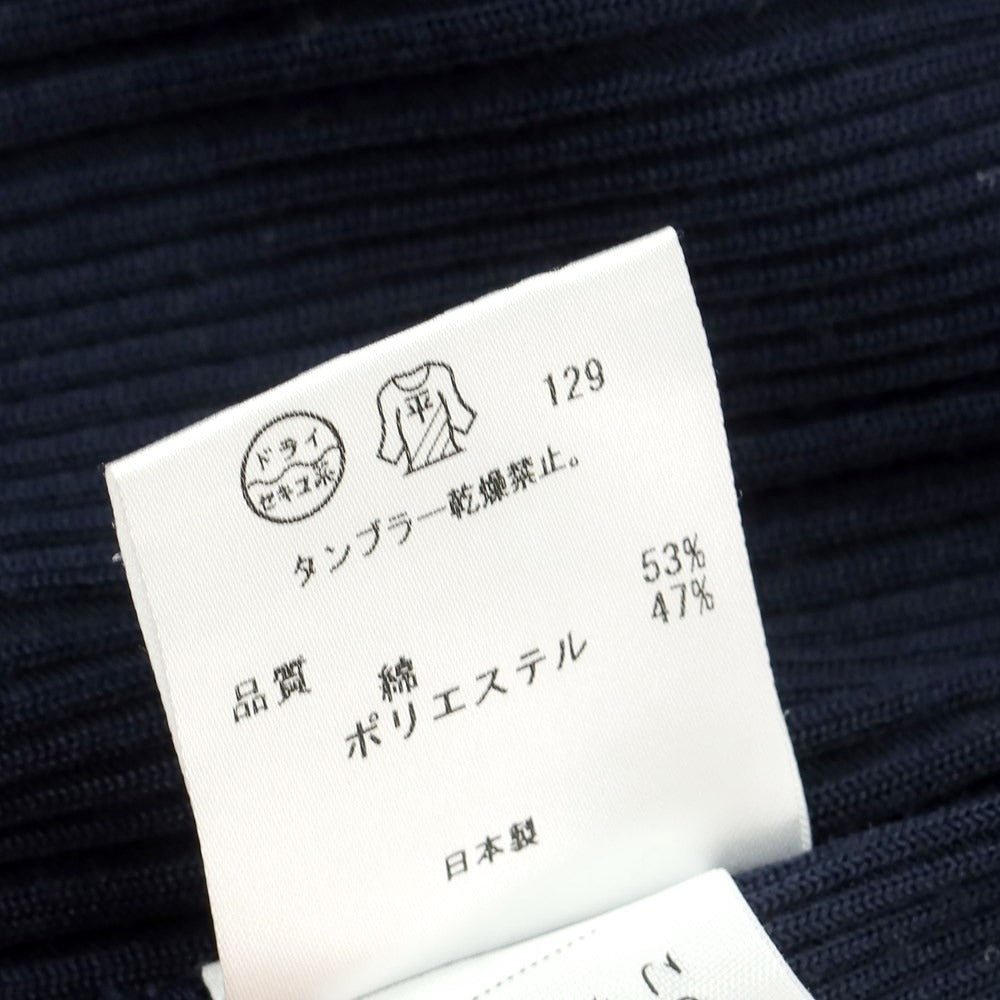 ドライ
セキユ系
平
129
タンブラー乾燥禁止。
品質 綿 53%
ポリエステル 47%
日本製